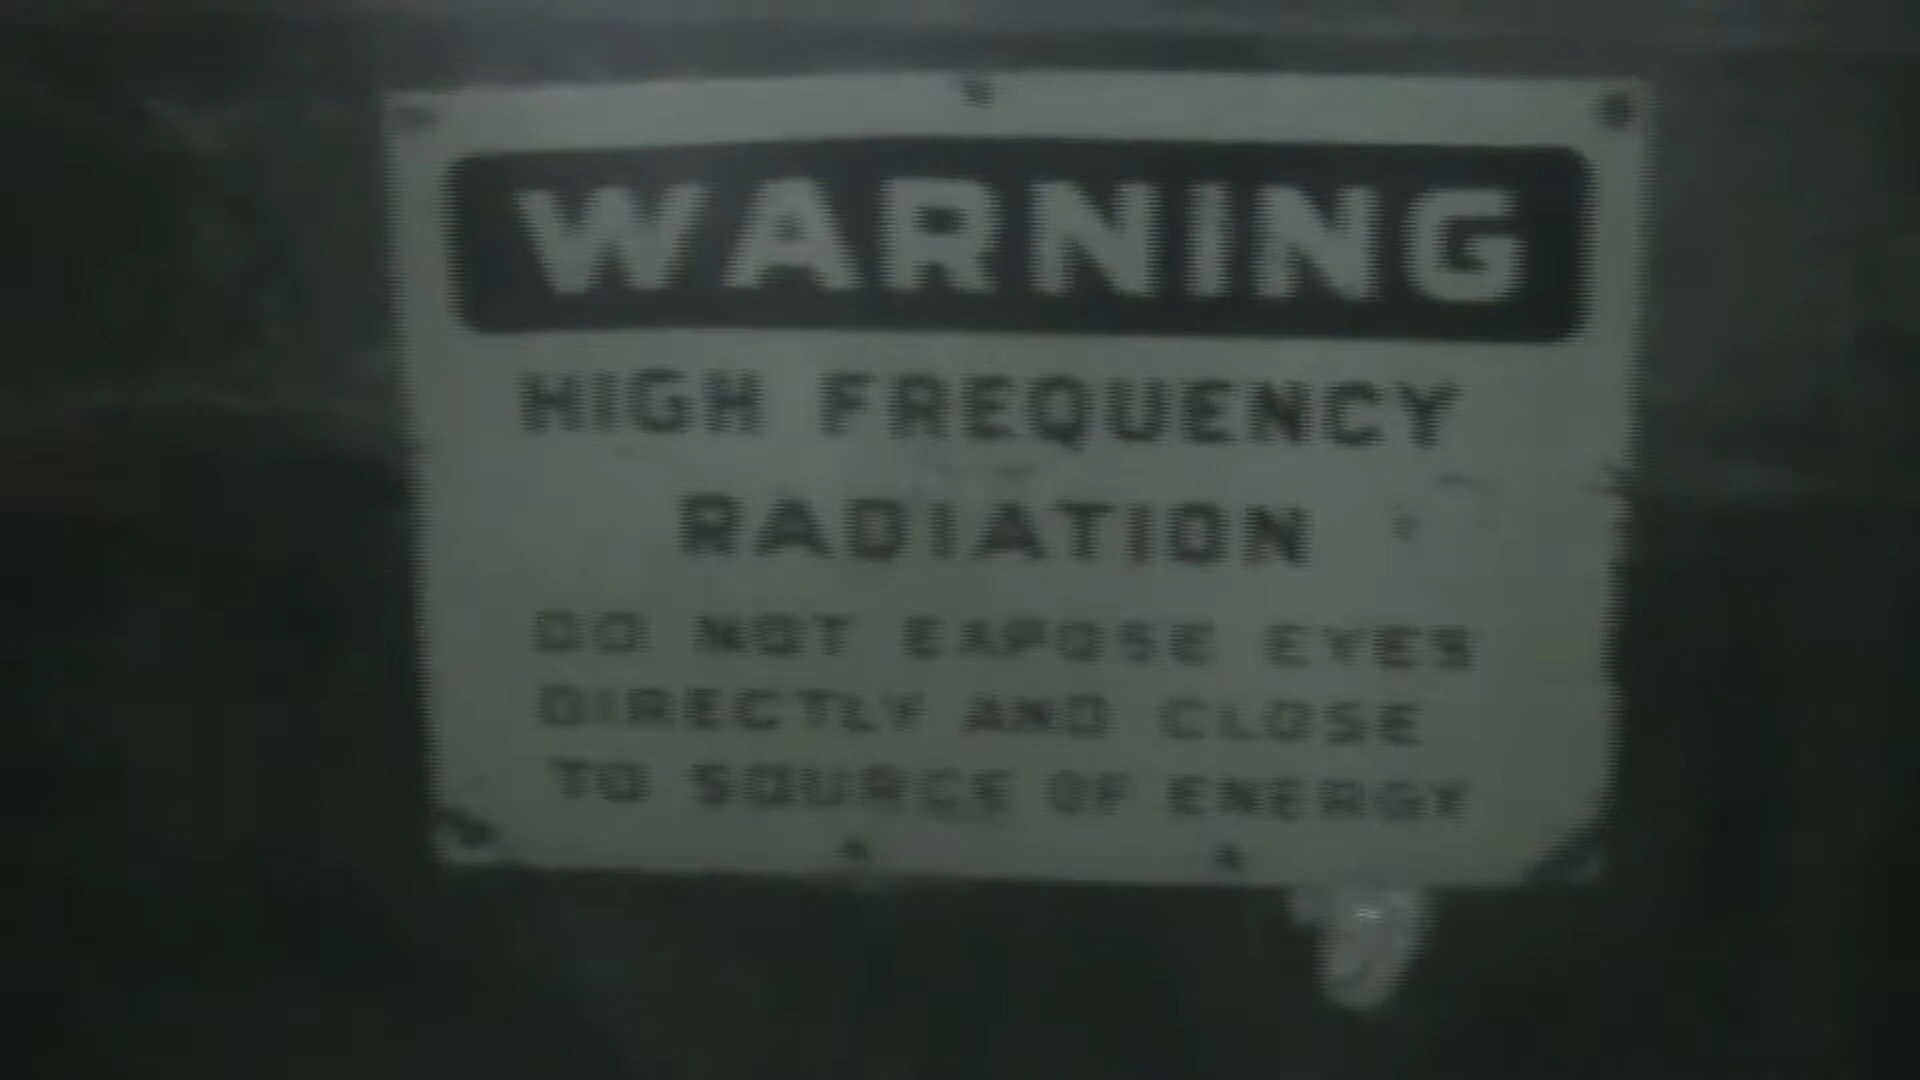 WARNING
HIGH FREQUENCY
RADIATION
DO NOT EXPOSE EYES
DIRECTLY AND CLOSE
TO SOURCE OF ENERGY